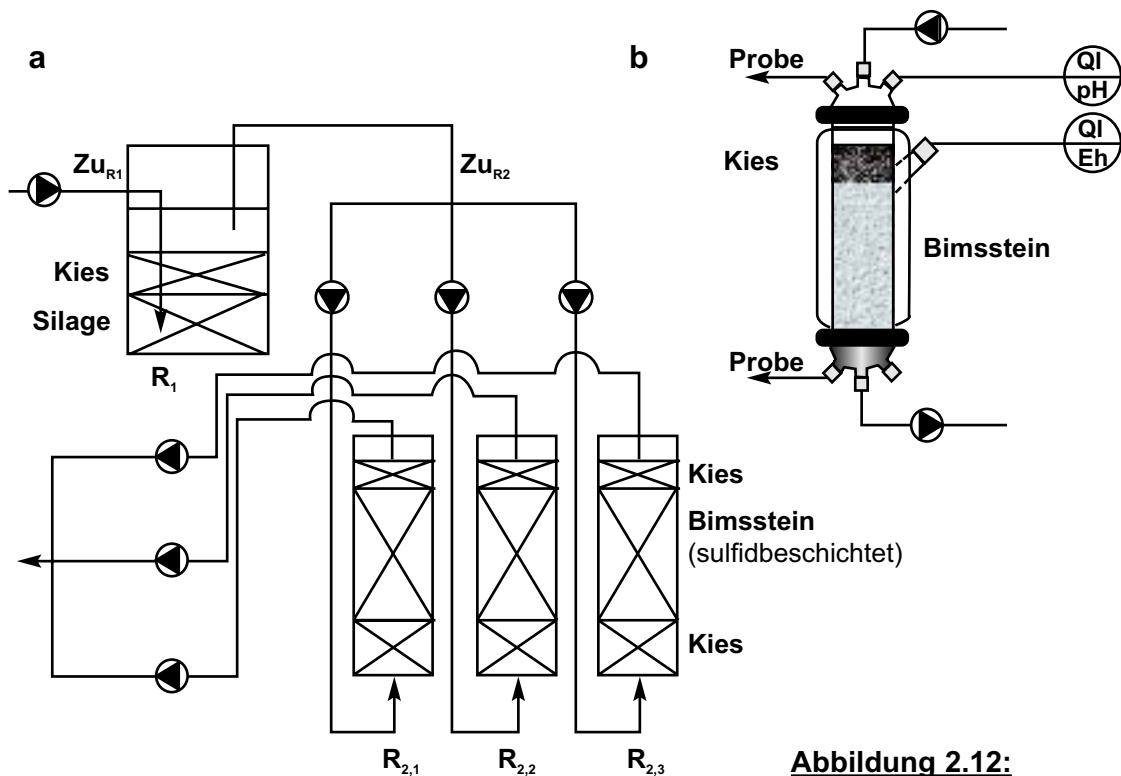 a
Zu_R1
Zu_R2
Kies
Silage
R_1
Kies
Bimsstein
(sulfidbeschichtet)
Kies
R_2,1
R_2,2
R_2,3
b
Probe
QI
pH
QI
Eh
Kies
Bimsstein
Probe
Abbildung 2.12: